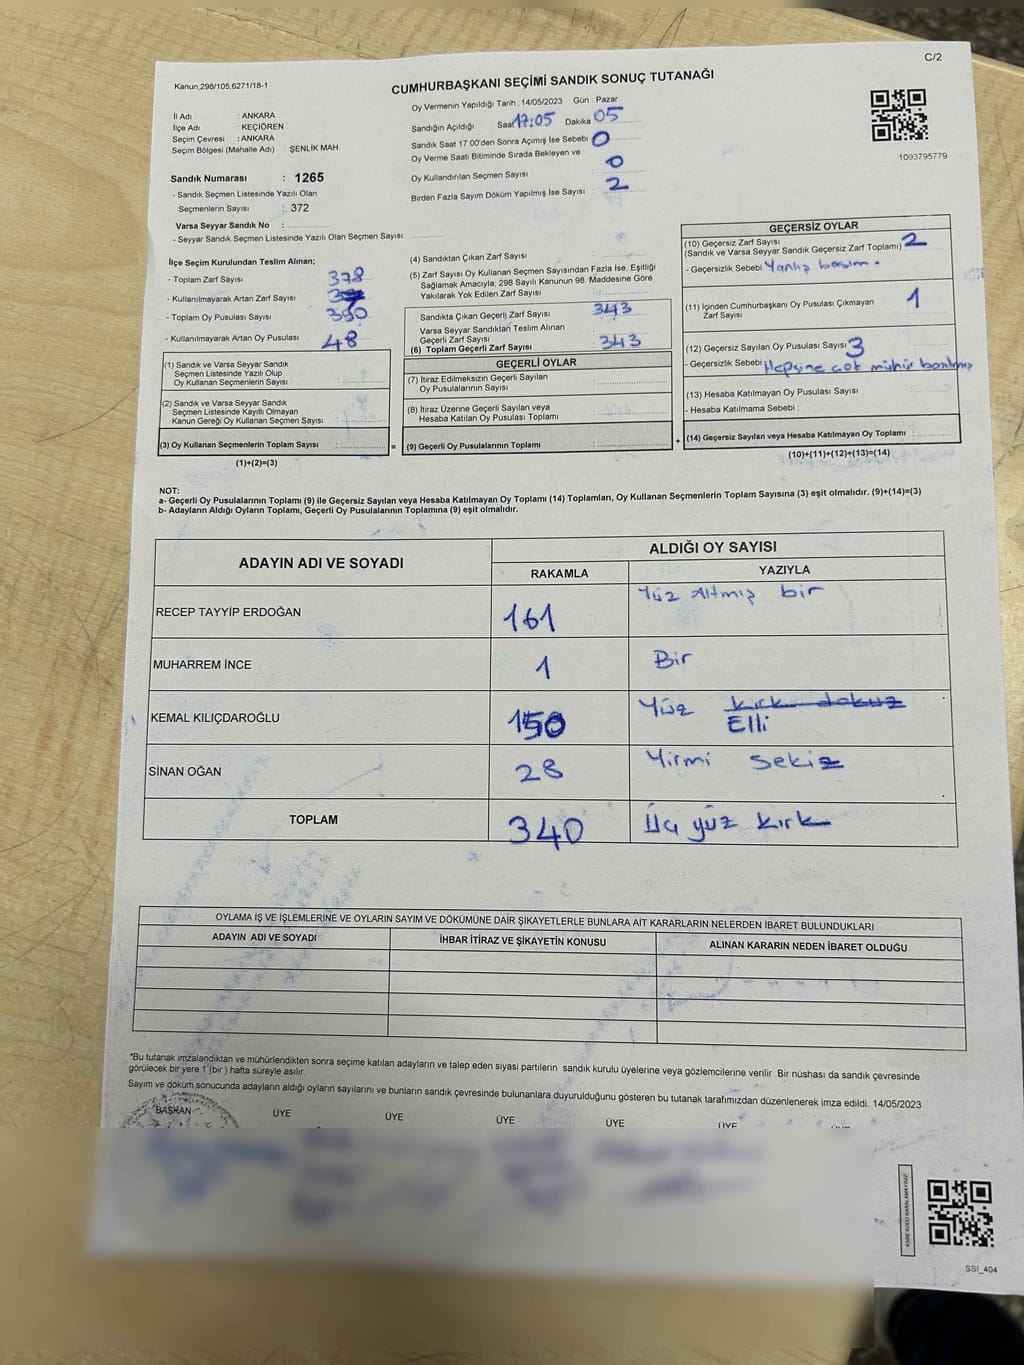 C/2
Kanun:298/105,6271/18-1
CUMHURBAŞKANI SEÇİMİ SANDIK SONUÇ TUTANAĞI
İl Adı : ANKARA
İlçe Adı KEÇİÖREN
Seçim Çevresi : ANKARA
Seçim Bölgesi (Mahalle Adı) : ŞENLİK MAH.
Oy Vermenin Yapıldığı Tarih : 14/05/2023 Gün : Pazar
Sandığın Açıldığı Saat 17:05 Dakika 05
Sandık Saat 17:00'den Sonra Açımış İse Sebebi 0
Oy Verme Saati Bitiminde Sırada Bekleyen ve
Oy Kullandırılan Seçmen Sayısı : 0
Birden Fazla Sayım Döküm Yapılmış İse Sayısı : 2
1093795779
Sandık Numarası : 1265
- Sandık Seçmen Listesinde Yazılı Olan
Seçmenlerin Sayısı : 372
Varsa Seyyar Sandık No :
- Seyyar Sandık Seçmen Listesinde Yazılı Olan Seçmen Sayısı:
İlçe Seçim Kurulundan Teslim Alınan;
- Toplam Zarf Sayısı : 378
- Kullanılmayarak Artan Zarf Sayısı :
- Toplam Oy Pusulası Sayısı : 390
- Kullanılmayarak Artan Oy Pusulası : 48
(1) Sandık ve Varsa Seyyar Sandık
Seçmen Listesinde Yazılı Olup
Oy Kullanan Seçmenlerin Sayısı :
(2) Sandık ve Varsa Seyyar Sandık
Seçmen Listesinde Kayıtlı Olmayan
Kanun Gereği Oy Kullanan Seçmen Sayısı :
(3) Oy Kullanan Seçmenlerin Toplam Sayısı :
(1)+(2)=(3)
(4) Sandıktan Çıkan Zarf Sayısı :
(5) Zarf Sayısı Oy Kullanan Seçmen Sayısından Fazla İse, Eşitliği
Sağlamak Amacıyla; 298 Sayılı Kanunun 98. Maddesine Göre
Yakılarak Yok Edilen Zarf Sayısı :
Sandıkta Çıkan Geçerli Zarf Sayısı : 343
Varsa Seyyar Sandıktan Teslim Alınan
Geçerli Zarf Sayısı :
(6) Toplam Geçerli Zarf Sayısı : 343
GEÇERLİ OYLAR
(7) İtiraz Edilmeksizin Geçerli Sayılan
Oy Pusulalarının Sayısı :
(8) İtiraz Üzerine Geçerli Sayılan veya
Hesaba Katılan Oy Pusulası Toplamı :
= (9) Geçerli Oy Pusulalarının Toplamı : +
GEÇERSİZ OYLAR
(10) Geçersiz Zarf Sayısı : 2
(Sandık ve Varsa Seyyar Sandık Geçersiz Zarf Toplamı)
- Geçersizlik Sebebi : Yanlış basım.
(11) İçinden Cumhurbaşkanı Oy Pusulası Çıkmayan
Zarf Sayısı : 1
(12) Geçersiz Sayılan Oy Pusulası Sayısı : 3
- Geçersizlik Sebebi : Hepsine çok mühür basılmış
(13) Hesaba Katılmayan Oy Pusulası Sayısı :
- Hesaba Katılmama Sebebi :
(14) Geçersiz Sayılan veya Hesaba Katılmayan Oy Toplamı :
(10)+(11)+(12)+(13)=(14)
NOT:
a- Geçerli Oy Pusulalarının Toplamı (9) ile Geçersiz Sayılan veya Hesaba Katılmayan Oy Toplamı (14) Toplamları, Oy Kullanan Seçmenlerin Toplam Sayısına (3) eşit olmalıdır. (9)+(14)=(3)
b- Adayların Aldığı Oyların Toplamı, Geçerli Oy Pusulalarının Toplamına (9) eşit olmalıdır.
ADAYIN ADI VE SOYADI
ALDIĞI OY SAYISI
RAKAMLA YAZIYLA
RECEP TAYYİP ERDOĞAN 161 Yüz Altmış bir
MUHARREM İNCE 1 Bir
KEMAL KILIÇDAROĞLU 150 Yüz kırk dokuz
Elli
SİNAN OĞAN 28 Yirmi sekiz
TOPLAM 340 Üç yüz kırk
OYLAMA İŞ VE İŞLEMLERİNE VE OYLARIN SAYIM VE DÖKÜMÜNE DAİR ŞİKAYETLERLE BUNLARA AİT KARARLARIN NELERDEN İBARET BULUNDUKLARI
ADAYIN ADI VE SOYADI İHBAR İTİRAZ VE ŞİKAYETİN KONUSU ALINAN KARARIN NEDEN İBARET OLDUĞU
*Bu tutanak imzalandıktan ve mühürlendikten sonra seçime katılan adayların ve talep eden siyasi partilerin sandık kurulu üyelerine veya gözlemcilerine verilir .Bir nüshası da sandık çevresinde
görülecek bir yere 1 (bir) hafta süreyle asılır.
Sayım ve döküm sonucunda adayların aldığı oyların sayılarını ve bunların sandık çevresinde bulunanlara duyurulduğunu gösteren bu tutanak tarafımızdan düzenlenerek imza edildi. 14/05/2023
BAŞKAN ÜYE ÜYE ÜYE ÜYE ÜYE
KARE KODU KARALAMAYINIZ!
SSI_404